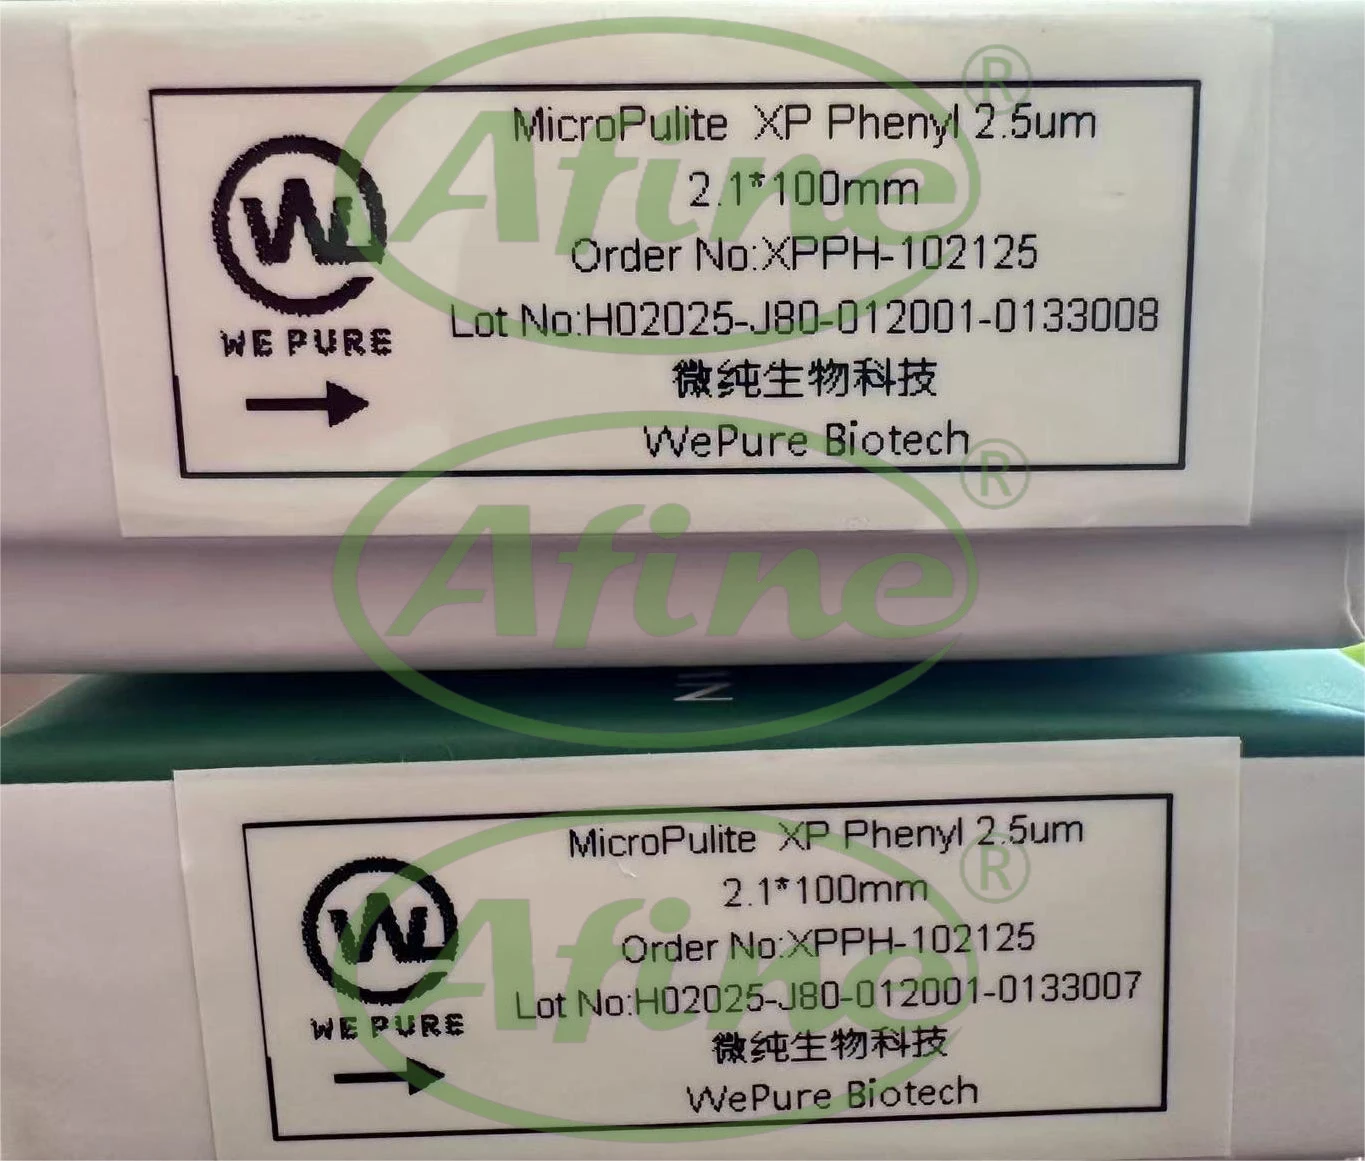 MicroPulite XP Phenyl 2.5um
2.1*100mm
Order No:XPPH-102125
Lot No:H02025-J80-012001-0133008
微纯生物科技
WePure Biotech
W
WE PURE
Afine®
Afine®
MicroPulite XP Phenyl 2.5um
2.1*100mm
Order No:XPPH-102125
Lot No:H02025-J80-012001-0133007
微纯生物科技
WePure Biotech
W
WE PURE
Afine®